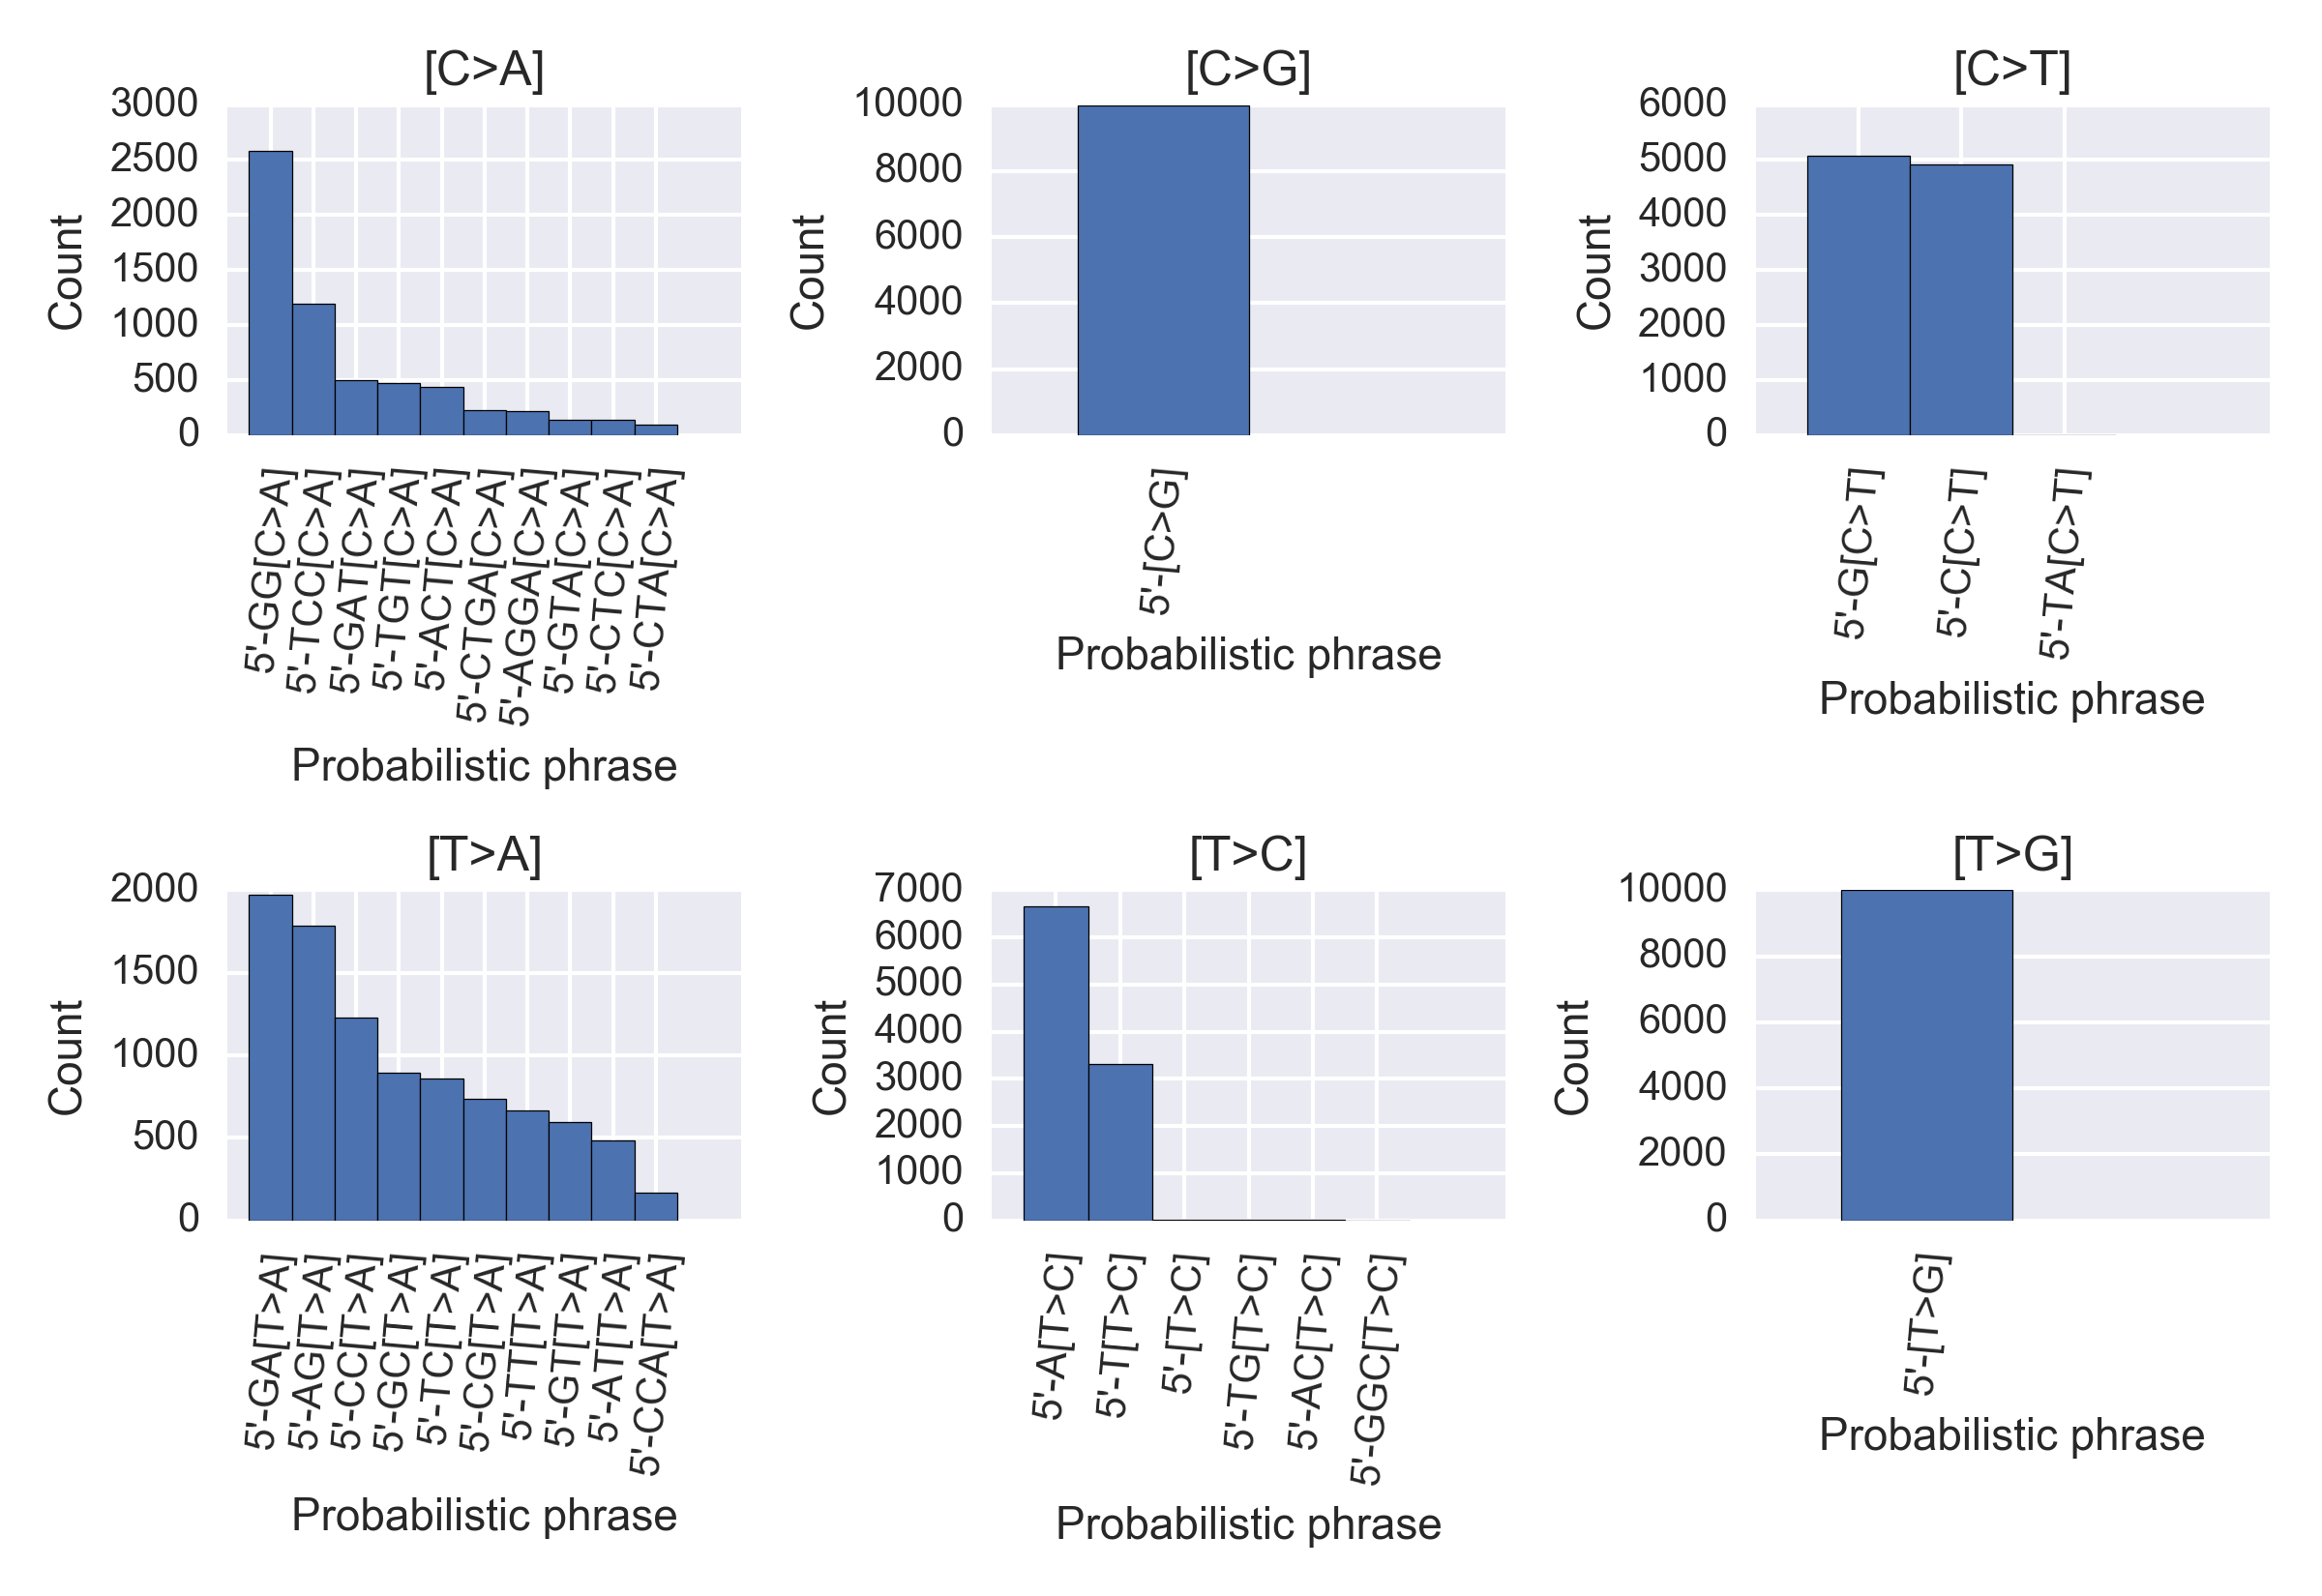 [C>A]
3000
2500
2000
1500
1000
500
0
Count
5'-GG[C>A]
5'-TCC[C>A]
5'-GAT[C>A]
5'-TGT[C>A]
5'-ACT[C>A]
5'-CTGA[C>A]
5'-AGGA[C>A]
5'-GTA[C>A]
5'-CTC[C>A]
5'-CTA[C>A]
Probabilistic phrase
[C>G]
10000
8000
6000
4000
2000
0
Count
5'-[C>G]
Probabilistic phrase
[C>T]
6000
5000
4000
3000
2000
1000
0
Count
5'-G[C>T]
5'-C[C>T]
5'-TA[C>T]
Probabilistic phrase
[T>A]
2000
1500
1000
500
0
Count
5'-GA[T>A]
5'-AG[T>A]
5'-CC[T>A]
5'-GC[T>A]
5'-TC[T>A]
5'-CG[T>A]
5'-TT[T>A]
5'-GT[T>A]
5'-AT[T>A]
5'-CCA[T>A]
Probabilistic phrase
[T>C]
7000
6000
5000
4000
3000
2000
1000
0
Count
5'-A[T>C]
5'-T[T>C]
5'-[T>C]
5'-TG[T>C]
5'-AC[T>C]
5'-GGC[T>C]
Probabilistic phrase
[T>G]
10000
8000
6000
4000
2000
0
Count
5'-[T>G]
Probabilistic phrase